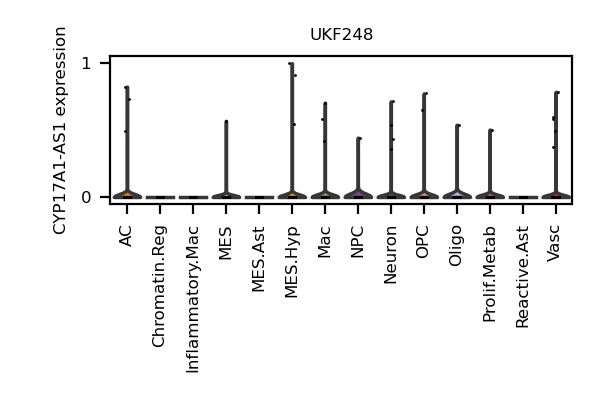 UKF248
CYP17A1-AS1 expression
1
0
AC
Chromatin.Reg
Inflammatory.Mac
MES
MES.Ast
MES.Hyp
Mac
NPC
Neuron
OPC
Oligo
Prolif.Metab
Reactive.Ast
Vasc